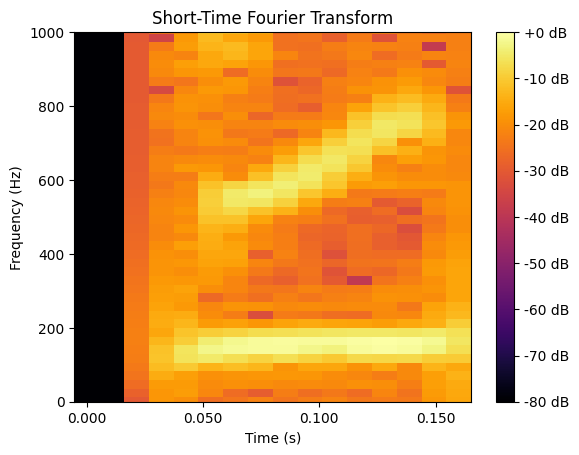 Short-Time Fourier Transform
1000
800
600
400
200
0
Frequency (Hz)
0.000
0.050
0.100
0.150
Time (s)
+0 dB
-10 dB
-20 dB
-30 dB
-40 dB
-50 dB
-60 dB
-70 dB
-80 dB